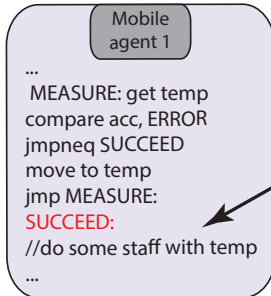 Mobile
agent 1
...
MEASURE: get temp
compare acc, ERROR
jmpneq SUCCEED
move to temp
jmp MEASURE:
SUCCEED:
//do some staff with temp
...